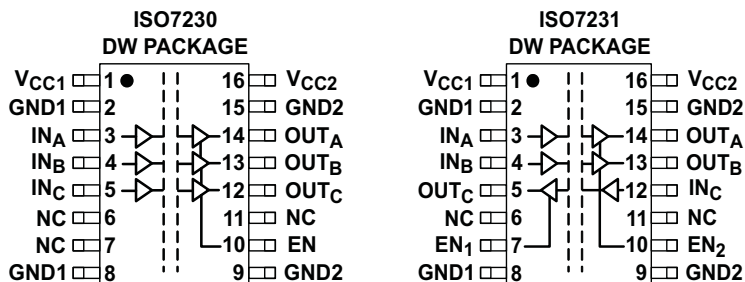 ISO7230
DW PACKAGE
VCC1 1 16 VCC2
GND1 2 15 GND2
INA 3 14 OUTA
INB 4 13 OUTB
INC 5 12 OUTC
NC 6 11 NC
NC 7 10 EN
GND1 8 9 GND2
ISO7231
DW PACKAGE
VCC1 1 16 VCC2
GND1 2 15 GND2
INA 3 14 OUTA
INB 4 13 OUTB
OUTC 5 12 INC
NC 6 11 NC
EN1 7 10 EN2
GND1 8 9 GND2